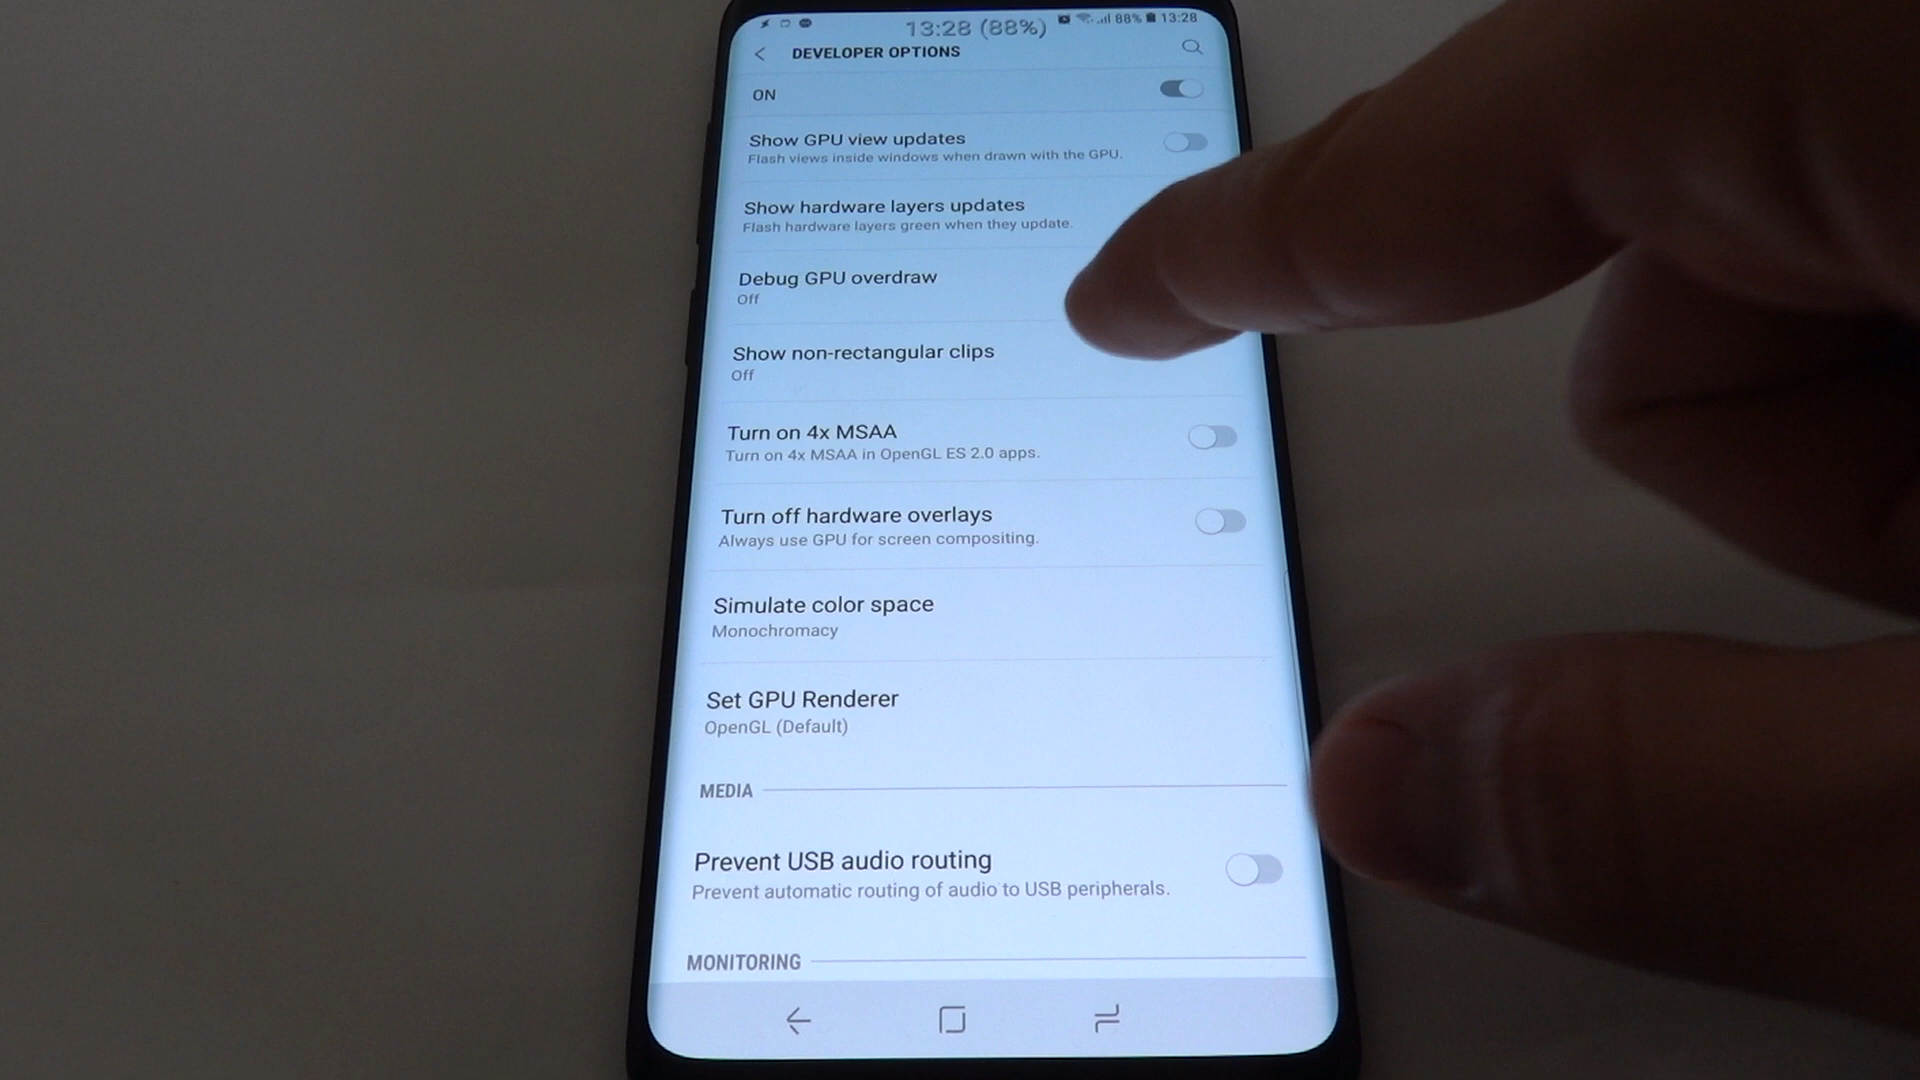 13:28 (88%)
88% 13:28
DEVELOPER OPTIONS
ON
Show GPU view updates
Flash views inside windows when drawn with the GPU.
Show hardware layers updates
Flash hardware layers green when they update.
Debug GPU overdraw
Off
Show non-rectangular clips
Off
Turn on 4x MSAA
Turn on 4x MSAA in OpenGL ES 2.0 apps.
Turn off hardware overlays
Always use GPU for screen compositing.
Simulate color space
Monochromacy
Set GPU Renderer
OpenGL (Default)
MEDIA
Prevent USB audio routing
Prevent automatic routing of audio to USB peripherals.
MONITORING